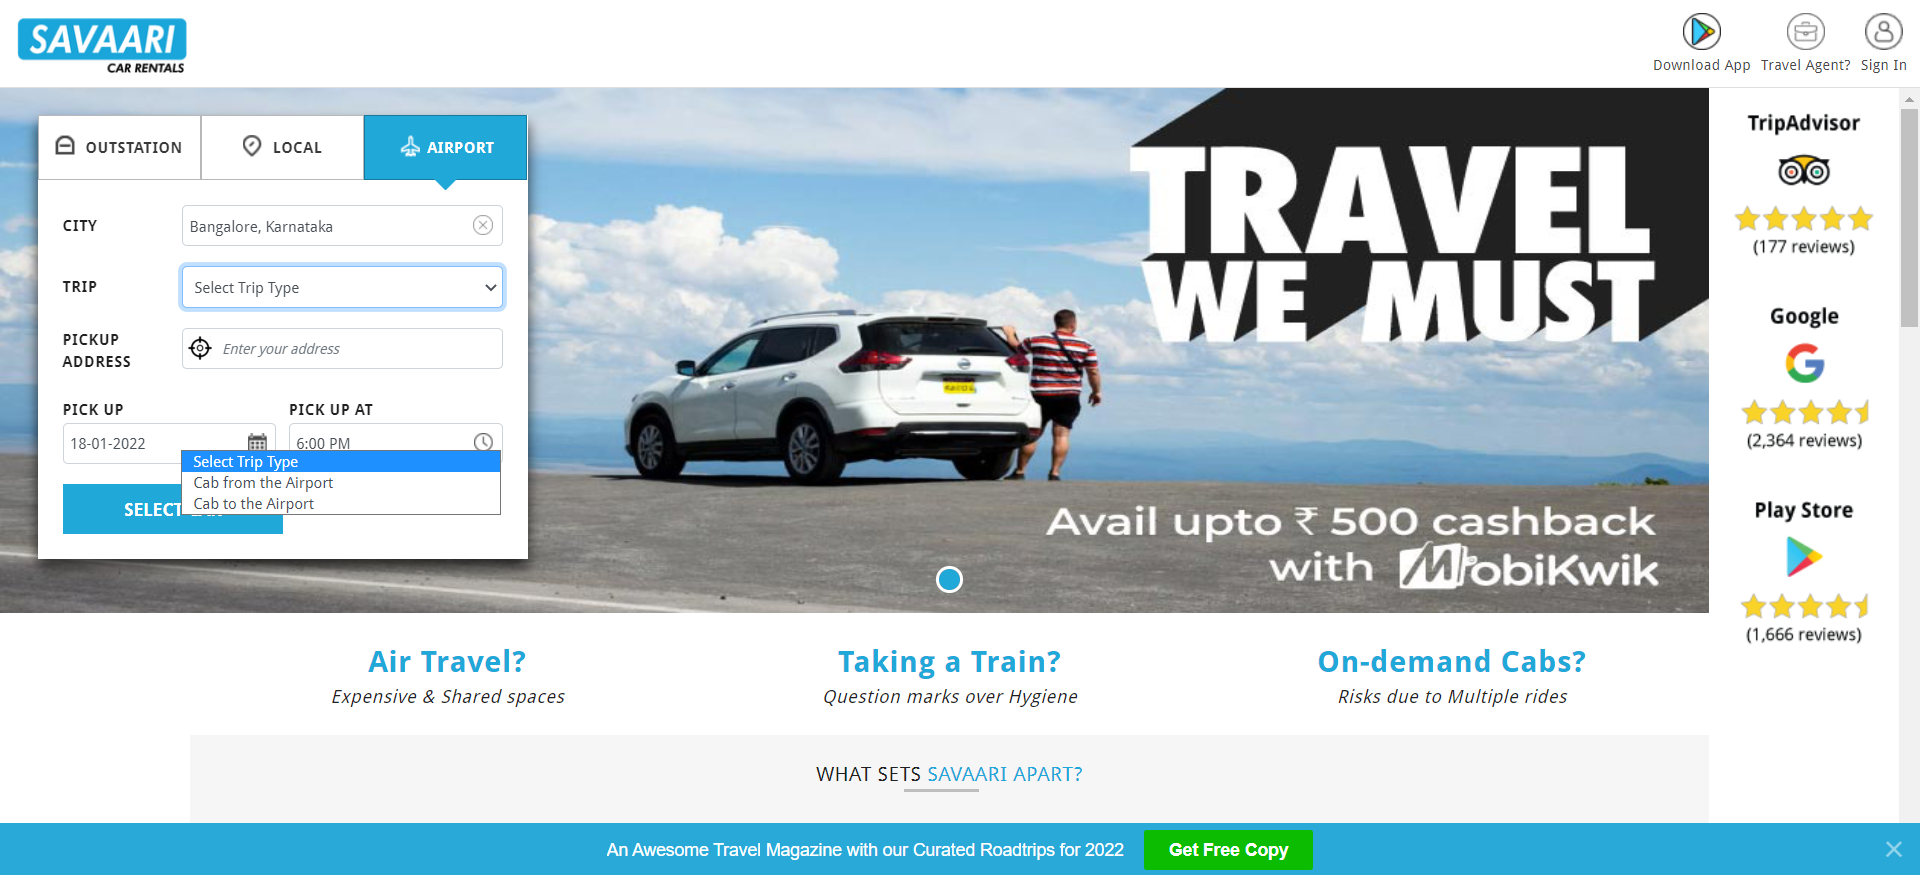 SAVAARI
CAR RENTALS
Download App
Travel Agent?
Sign In
OUTSTATION
LOCAL
AIRPORT
CITY
Bangalore, Karnataka
TRIP
Select Trip Type
PICKUP
ADDRESS
Enter your address
PICK UP
PICK UP AT
18-01-2022
6:00 PM
Select Trip Type
Cab from the Airport
Cab to the Airport
SELECT
TRAVEL
WE MUST
Avail upto ₹ 500 cashback
with MobiKwik
TripAdvisor
(177 reviews)
Google
(2,364 reviews)
Play Store
(1,666 reviews)
Air Travel?
Expensive & Shared spaces
Taking a Train?
Question marks over Hygiene
On-demand Cabs?
Risks due to Multiple rides
WHAT SETS SAVAARI APART?
An Awesome Travel Magazine with our Curated Roadtrips for 2022
Get Free Copy